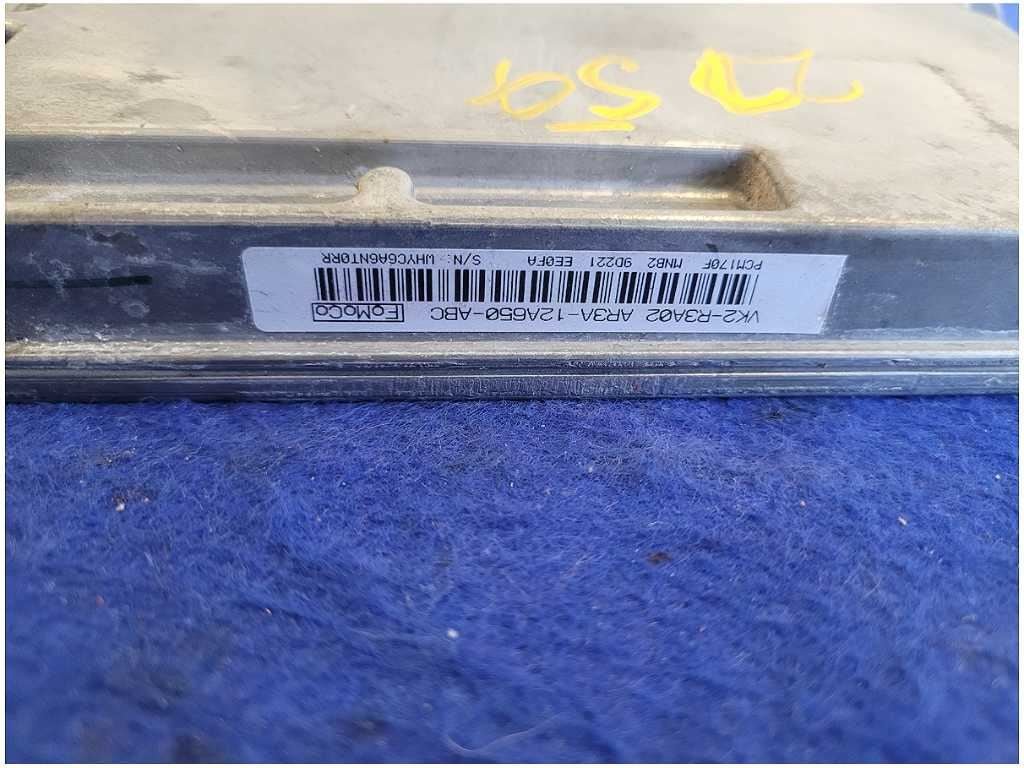 VK2-R3A02 AR3A-12A650-ABC FoMoCo
PCM170F MNB2 9D221 EE0FA S/N: WHYC6A6NT0RR